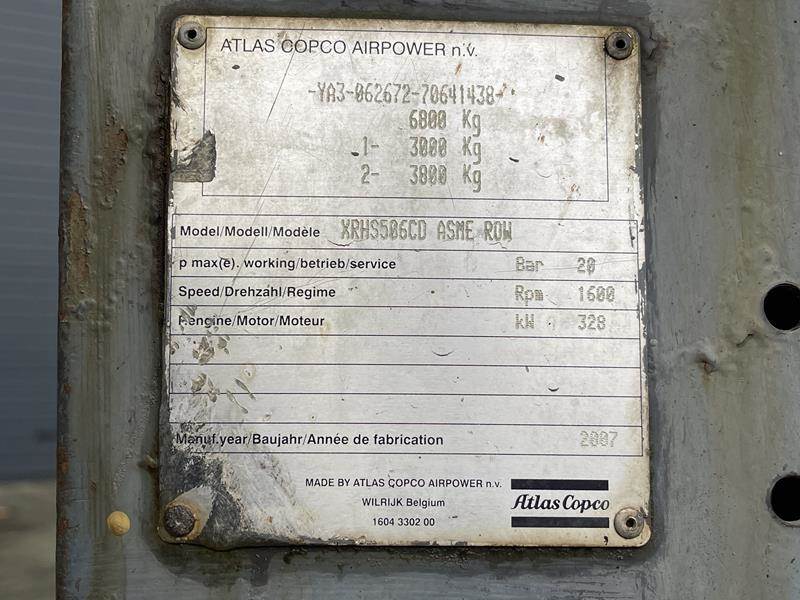 ATLAS COPCO AIRPOWER n.v.
-YA3-062672-70641438-
6800 Kg
1- 3000 Kg
2- 3800 Kg
Model/Modell/Modèle XRHS506CD ASME RDW
p max(e). working/betrieb/service Bar 20
Speed/Drehzahl/Regime Rpm 1600
Pengine/Motor/Moteur kW 328
Manuf.year/Baujahr/Année de fabrication 2007
MADE BY ATLAS COPCO AIRPOWER n.v.
WILRIJK Belgium
1604 3302 00
Atlas Copco